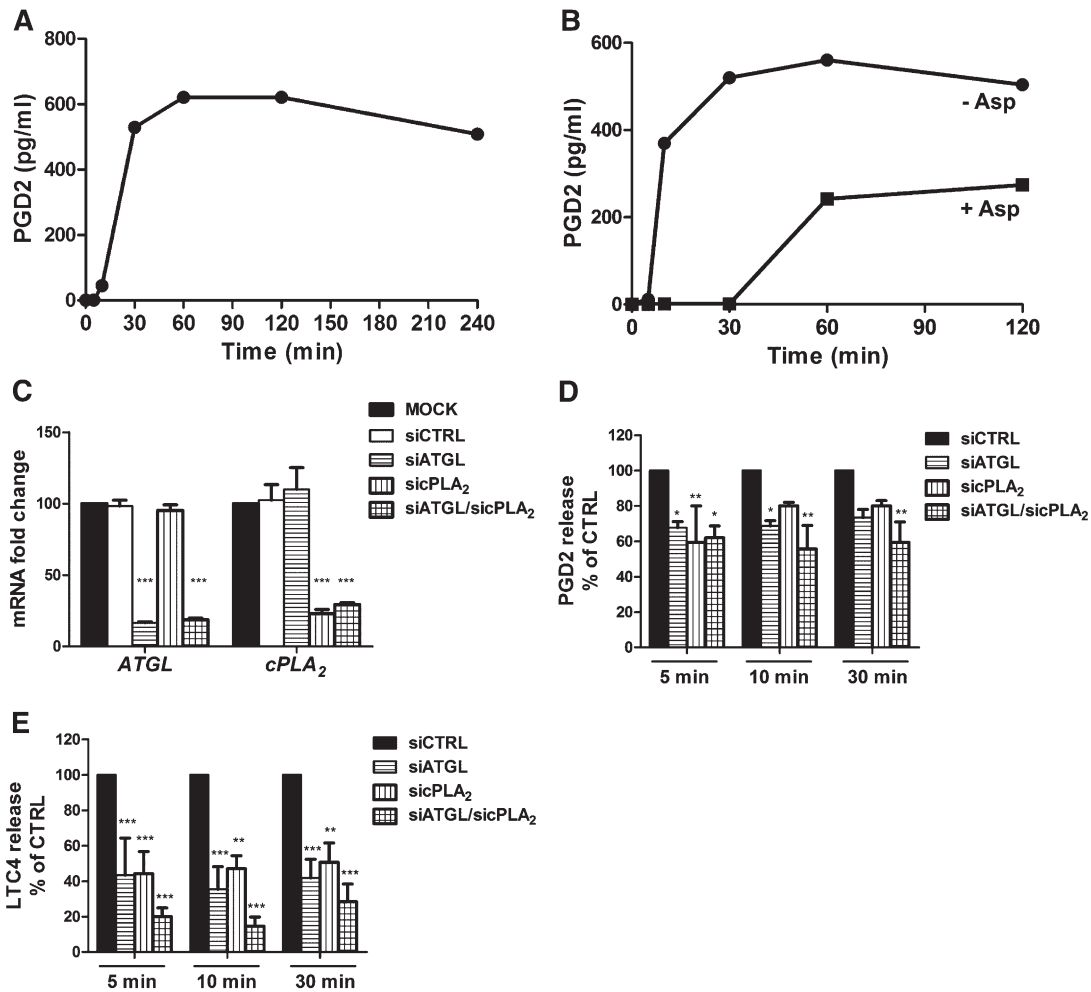 A
800
600
400
200
0
PGD2 (pg/ml)
0 30 60 90 120 150 180 210 240
Time (min)
B
600
400
200
0
PGD2 (pg/ml)
- Asp
+ Asp
0 30 60 90 120
Time (min)
C
150
100
50
0
mRNA fold change
MOCK
siCTRL
siATGL
sicPLA₂
siATGL/sicPLA₂
*** *** *** ***
ATGL cPLA₂
D
120
100
80
60
40
20
0
PGD2 release
% of CTRL
siCTRL
siATGL
sicPLA₂
siATGL/sicPLA₂
* ** * * ** **
5 min 10 min 30 min
E
120
100
80
60
40
20
0
LTC4 release
% of CTRL
siCTRL
siATGL
sicPLA₂
siATGL/sicPLA₂
*** *** *** *** ** *** *** ** ***
5 min 10 min 30 min